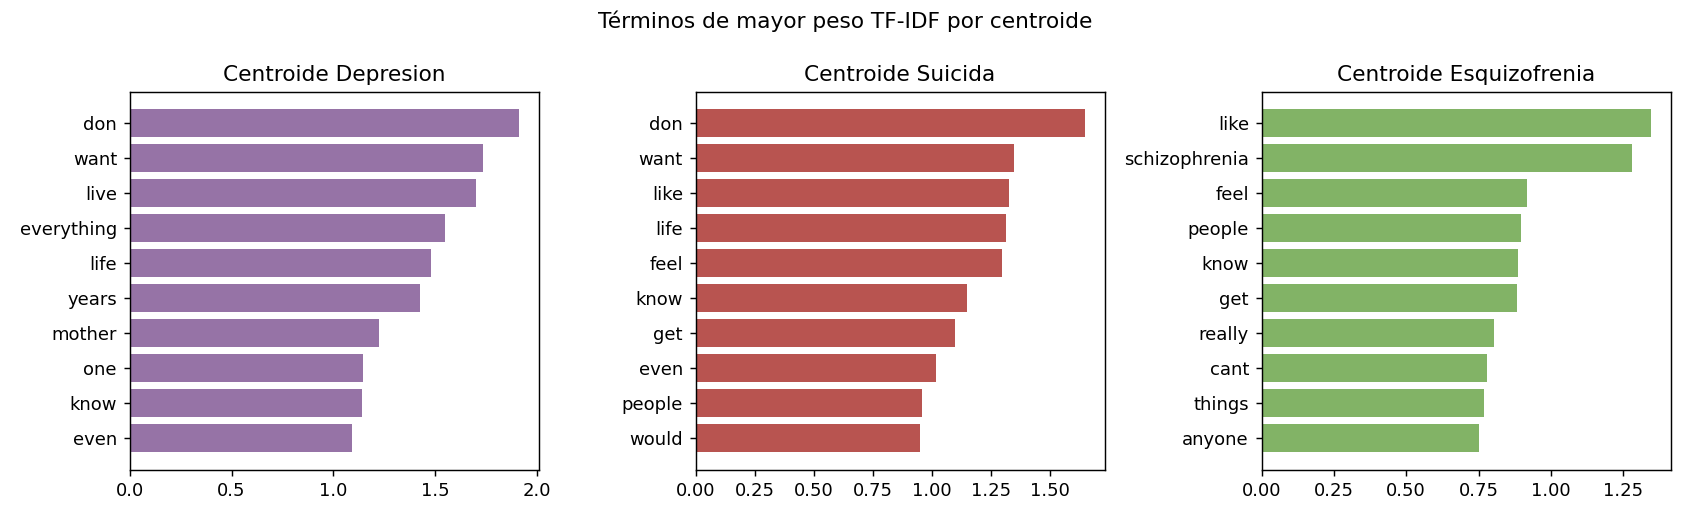 Términos de mayor peso TF-IDF por centroide
Centroide Depresion
don
want
live
everything
life
years
mother
one
know
even
0.0 0.5 1.0 1.5 2.0
Centroide Suicida
don
want
like
life
feel
know
get
even
people
would
0.00 0.25 0.50 0.75 1.00 1.25 1.50
Centroide Esquizofrenia
like
schizophrenia
feel
people
know
get
really
cant
things
anyone
0.00 0.25 0.50 0.75 1.00 1.25